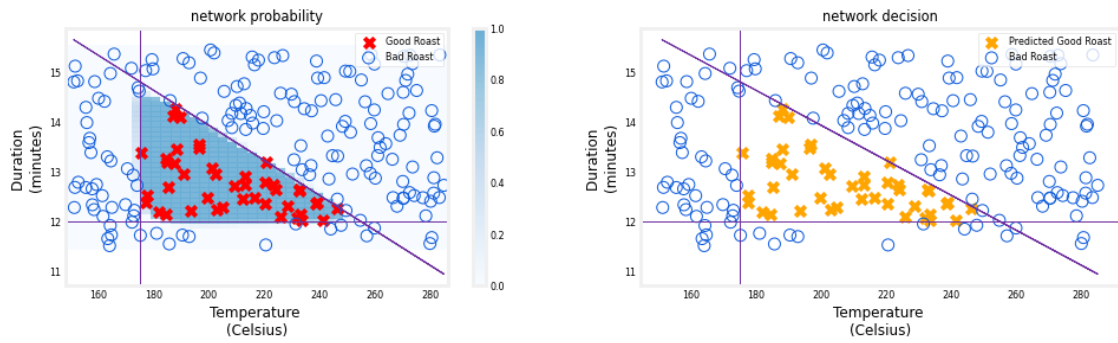 network probability
Good Roast
Bad Roast
15
14
13
12
11
Duration
(minutes)
160
180
200
220
240
260
280
Temperature
(Celsius)
1.0
0.8
0.6
0.4
0.2
0.0
network decision
Predicted Good Roast
Bad Roast
15
14
13
12
11
Duration
(minutes)
160
180
200
220
240
260
280
Temperature
(Celsius)